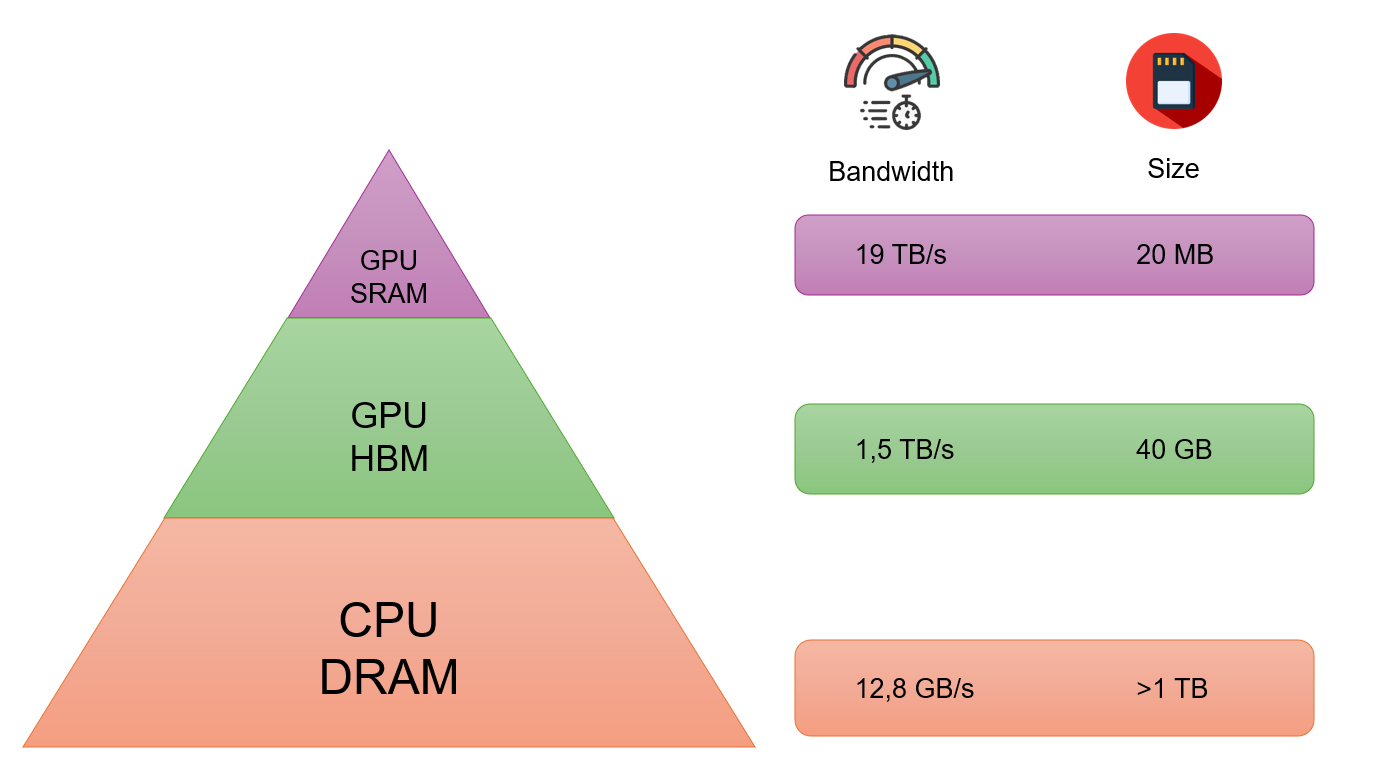 Bandwidth
Size
GPU
SRAM
19 TB/s
20 MB
GPU
HBM
1,5 TB/s
40 GB
CPU
DRAM
12,8 GB/s
>1 TB